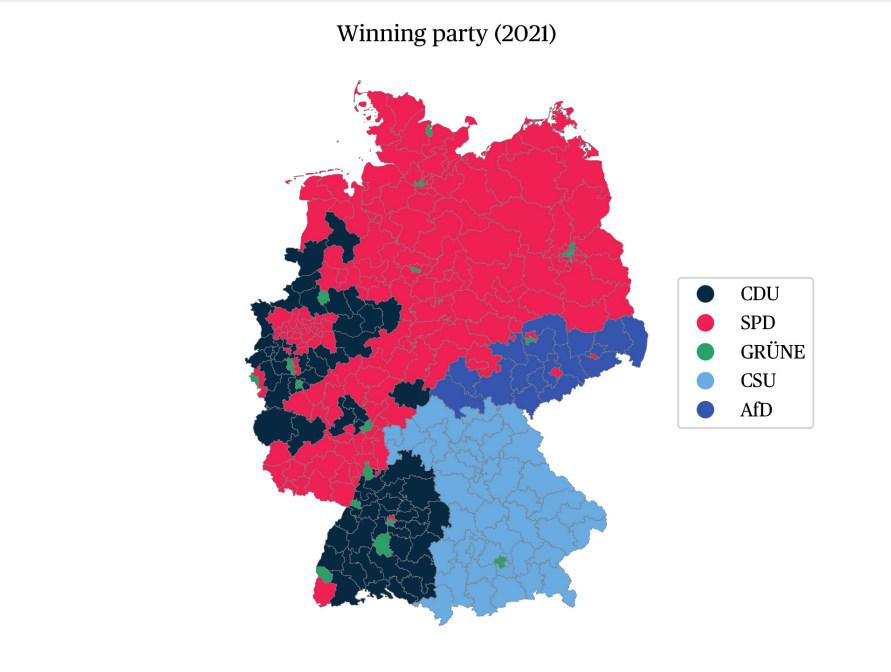 Winning party (2021)
CDU
SPD
GRÜNE
CSU
AfD